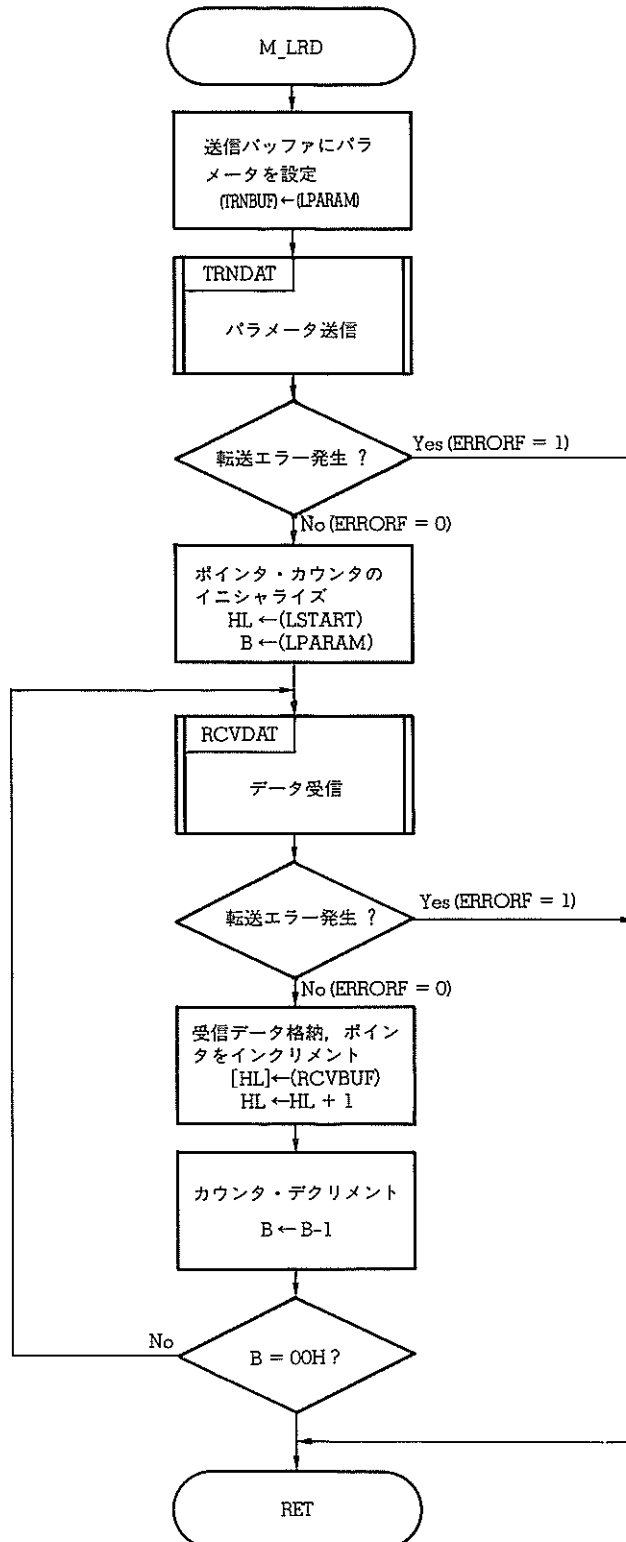 M_LRD
送信バッファにパラ
メータを設定
(TRNBUF)←(LPARAM)
TRNDAT
パラメータ送信
転送エラー発生 ?
Yes (ERRORF = 1)
No (ERRORF = 0)
ポインタ・カウンタの
イニシャライズ
HL ←(LSTART)
B ←(LPARAM)
RCVDAT
データ受信
転送エラー発生 ?
Yes (ERRORF = 1)
No (ERRORF = 0)
受信データ格納, ポイン
タをインクリメント
[HL]←(RCVBUF)
HL ←HL + 1
カウンタ・デクリメント
B ← B-1
No
B = 00H ?
RET